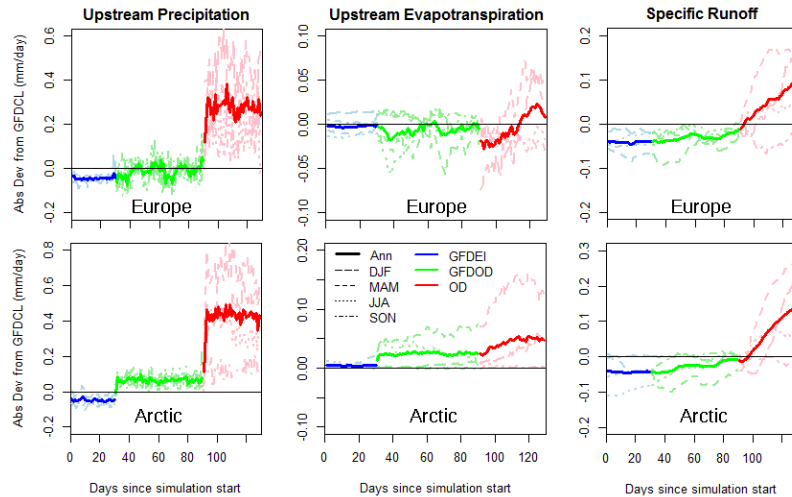 Upstream Precipitation
Upstream Evapotranspiration
Specific Runoff
Abs Dev from GFDCL (mm/day)
0.6
0.4
0.2
0.0
-0.2
Europe
0.10
0.05
0.00
-0.05
-0.10
Europe
0.2
0.1
0.0
-0.1
-0.2
Europe
Abs Dev from GFDCL (mm/day)
0.8
0.6
0.4
0.2
0.0
-0.2
Arctic
0.20
0.10
0.00
-0.10
Ann
DJF
MAM
JJA
SON
GFDEI
GFDOD
OD
Arctic
0.3
0.2
0.1
0.0
-0.1
-0.2
Arctic
0 20 40 60 80 100
0 20 40 60 80 100
0 20 40 60 80 100
Days since simulation start
Days since simulation start
Days since simulation start